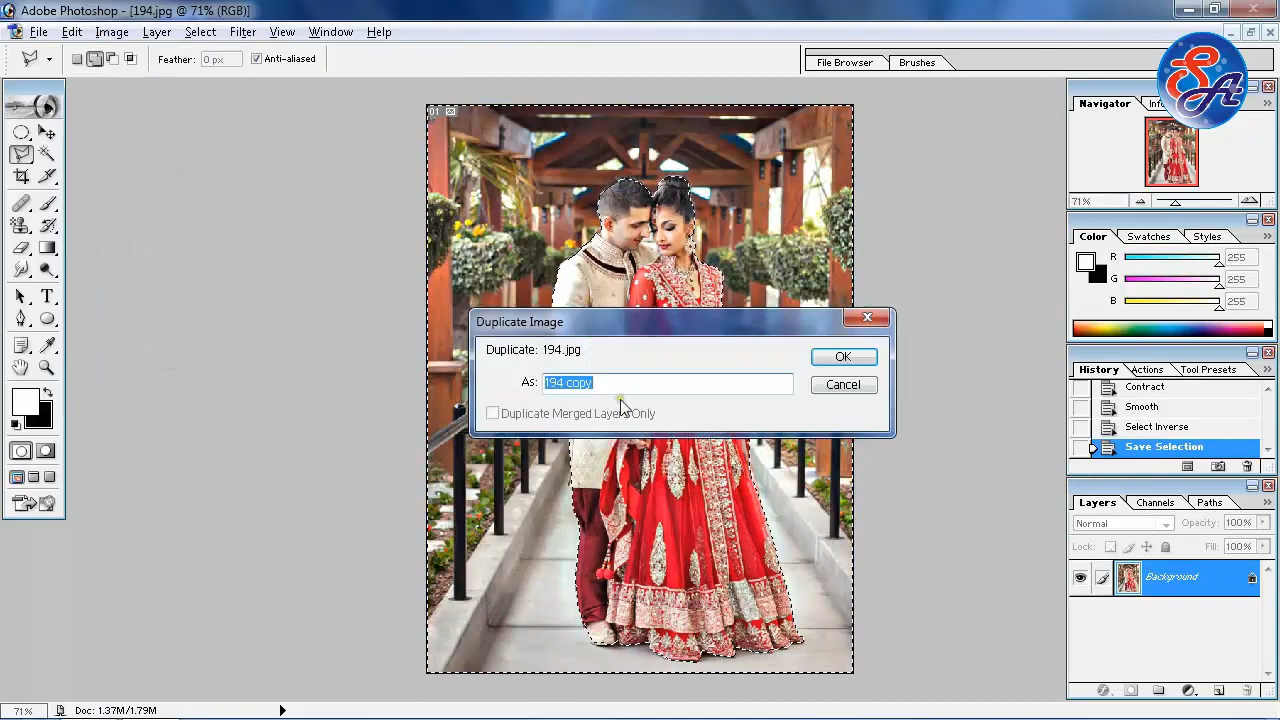 Adobe Photoshop - [194.jpg @ 71% (RGB)]
File Edit Image Layer Select Filter View Window Help
Feather: 0 px Anti-aliased
File Browser Brushes
SA
01
Navigator
71%
Color Swatches Styles
R 255
G 255
B 255
Duplicate Image
Duplicate: 194.jpg
OK
As: 194 copy
Cancel
Duplicate Merged Layers Only
History Actions Tool Presets
Contract
Smooth
Select Inverse
Save Selection
Layers Channels Paths
Normal Opacity: 100%
Lock: Fill: 100%
Background
71% Doc: 1.37M/1.79M